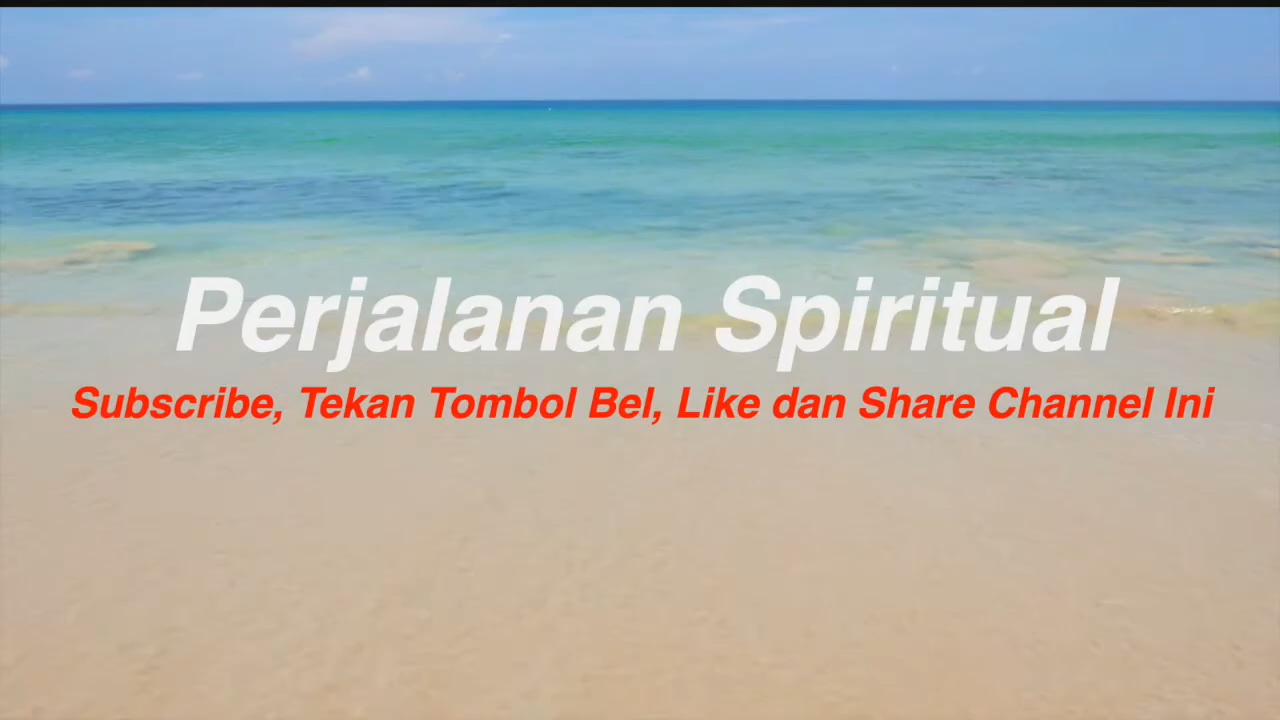 Perjalanan Spiritual
Subscribe, Tekan Tombol Bel, Like dan Share Channel Ini